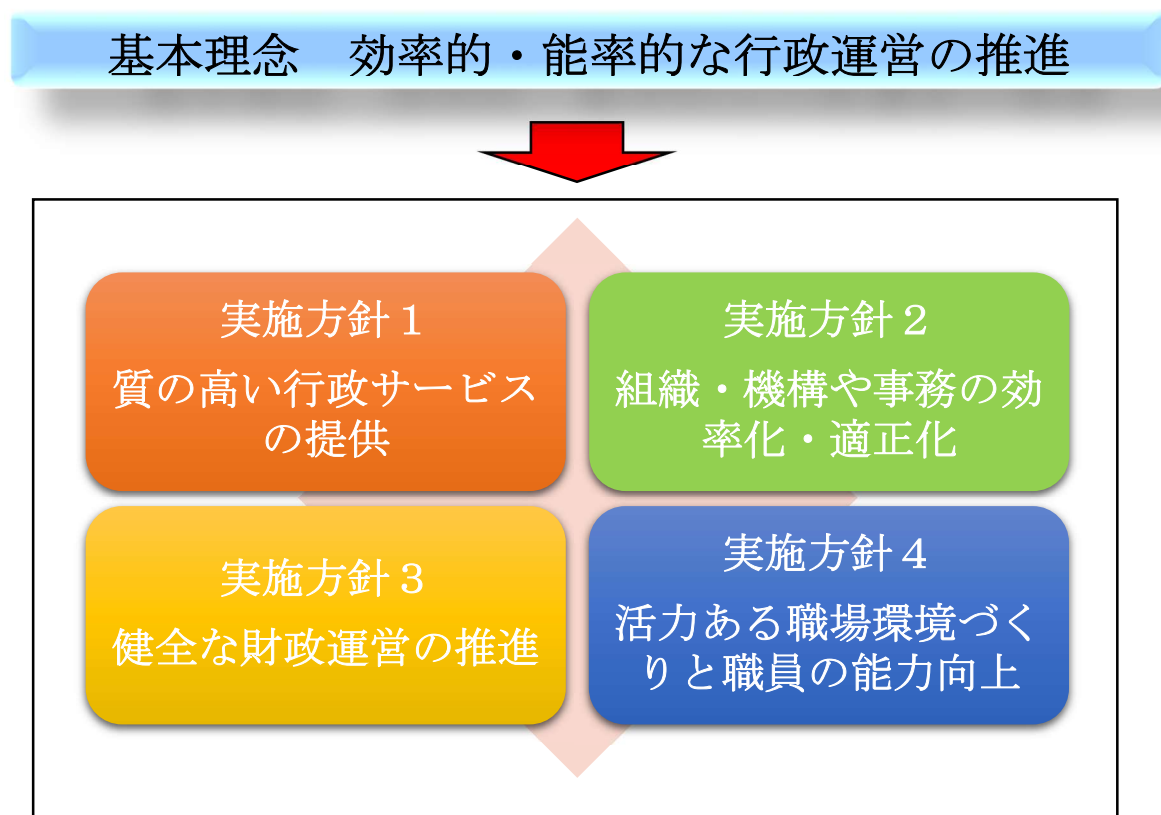 基本理念　効率的・能率的な行政運営の推進
実施方針１
質の高い行政サービス
の提供
実施方針２
組織・機構や事務の効
率化・適正化
実施方針３
健全な財政運営の推進
実施方針４
活力ある職場環境づく
りと職員の能力向上